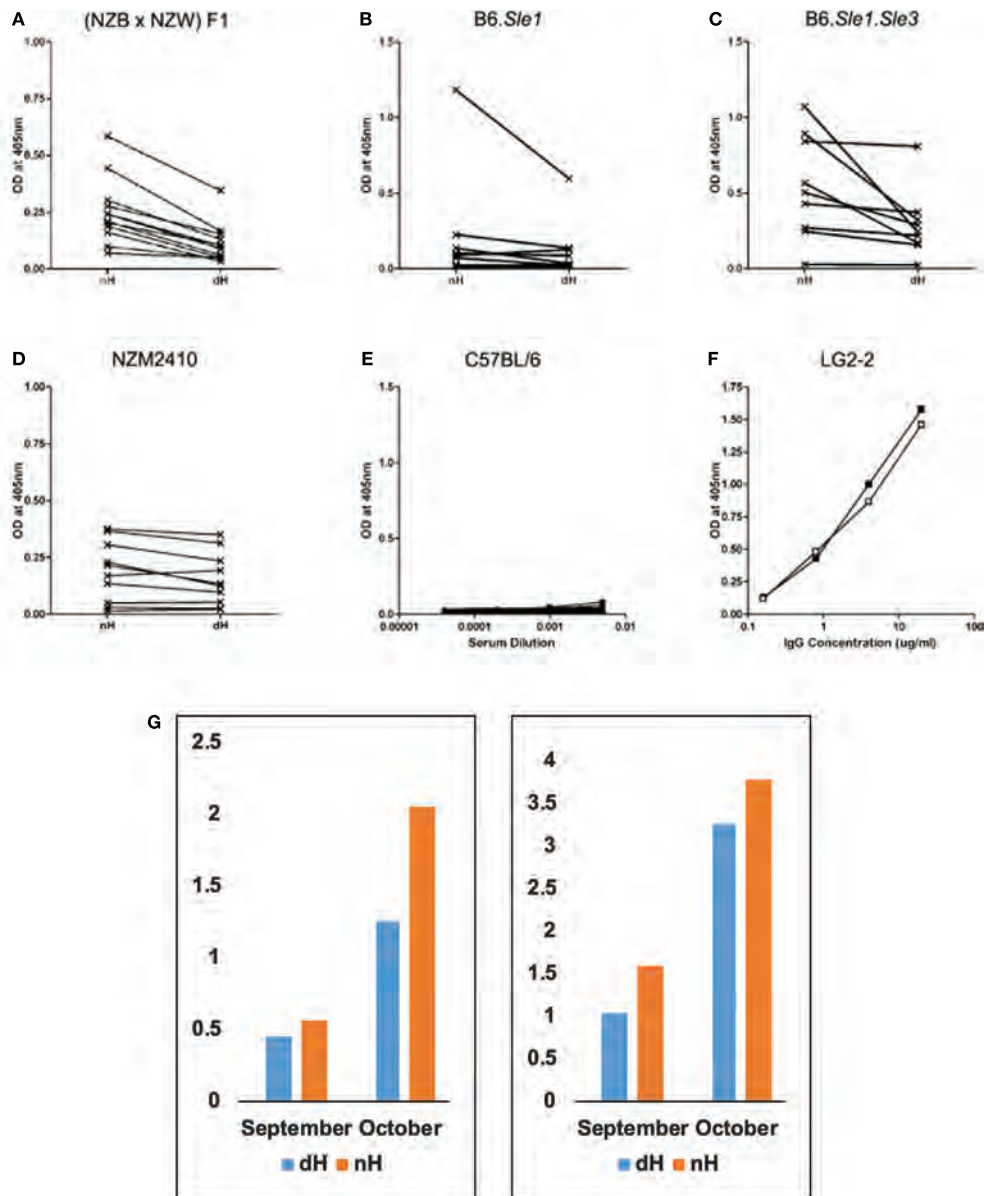 A (NZB x NZW) F1
OD at 405nm
1.00
0.75
0.50
0.25
0.00
nH dH
B B6.Sle1
OD at 405nm
1.5
1.0
0.5
0.0
nH dH
C B6.Sle1.Sle3
OD at 405nm
1.5
1.0
0.5
0.0
nH dH
D NZM2410
OD at 405nm
1.00
0.75
0.50
0.25
0.00
nH dH
E C57BL/6
OD at 405nm
1.5
1.0
0.5
0.0
0.00001 0.0001 0.001 0.01
Serum Dilution
F LG2-2
OD at 405nm
1.75
1.50
1.25
1.00
0.75
0.50
0.25
0.00
0.1 1 10 100
IgG Concentration (ug/ml)
G
2.5
2
1.5
1
0.5
0
September October
dH nH
4
3.5
3
2.5
2
1.5
1
0.5
0
September October
dH nH